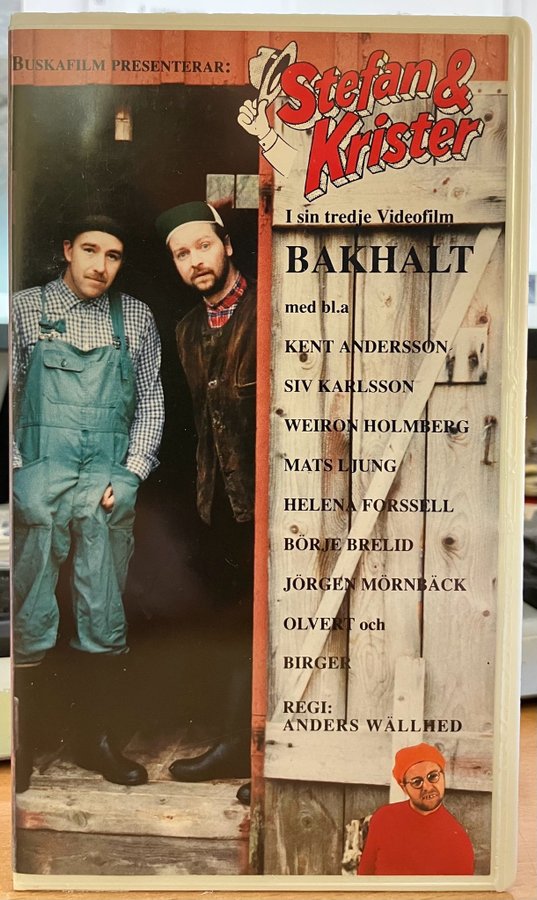 BUSKAFILM PRESENTERAR:
Stefan &
Krister
I sin tredje Videofilm
BAKHALT
med bl.a
KENT ANDERSSON
SIV KARLSSON
WEIRON HOLMBERG
MATS LJUNG
HELENA FORSSELL
BÖRJE BRELID
JÖRGEN MÖRNBÄCK
OLVERT och
BIRGER
REGI:
ANDERS WÄLLHED